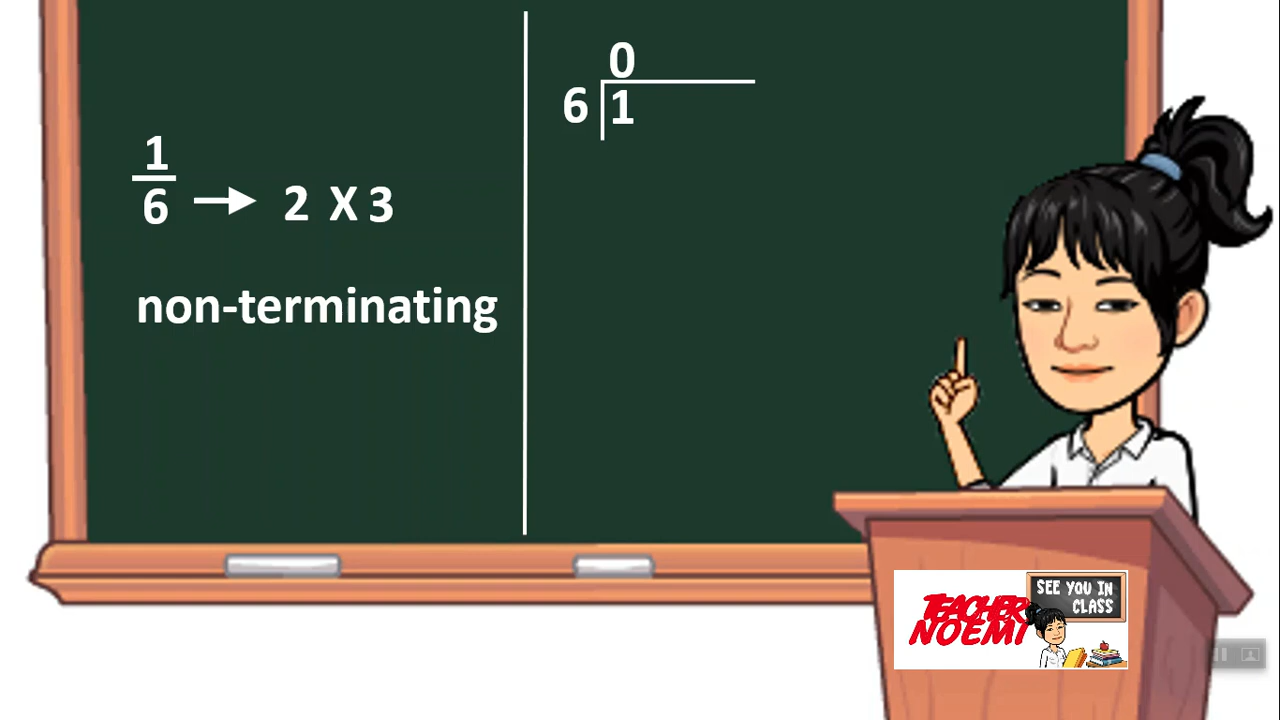 1
6
2 X 3
non-terminating
0
6 1
TEACHER
NOEMI
SEE YOU IN
CLASS